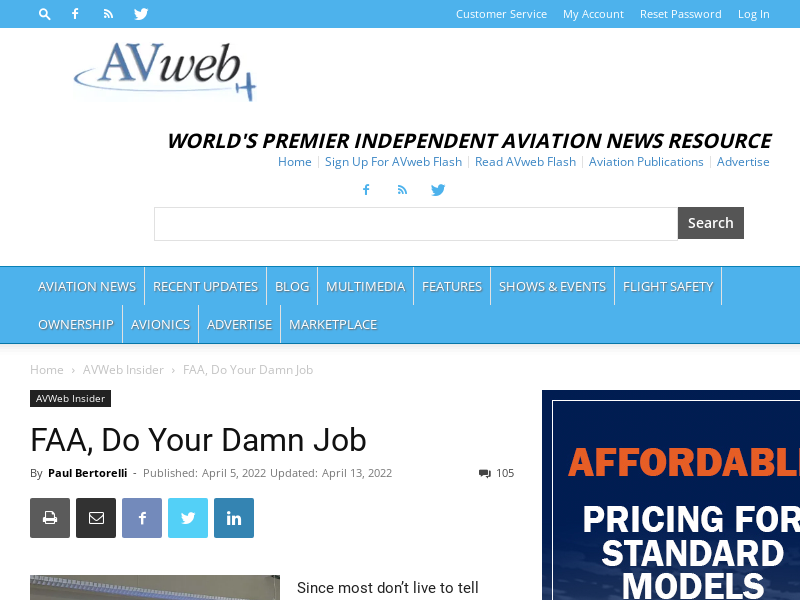 Customer Service My Account Reset Password Log In
AVweb
WORLD'S PREMIER INDEPENDENT AVIATION NEWS RESOURCE
Home Sign Up For AVweb Flash Read AVweb Flash Aviation Publications Advertise
Search
AVIATION NEWS RECENT UPDATES BLOG MULTIMEDIA FEATURES SHOWS & EVENTS FLIGHT SAFETY
OWNERSHIP AVIONICS ADVERTISE MARKETPLACE
Home › AVWeb Insider › FAA, Do Your Damn Job
AVWeb Insider
FAA, Do Your Damn Job
By Paul Bertorelli - Published: April 5, 2022 Updated: April 13, 2022 105
Since most don’t live to tell
AFFORDABL
PRICING FOR
STANDARD
MODELS